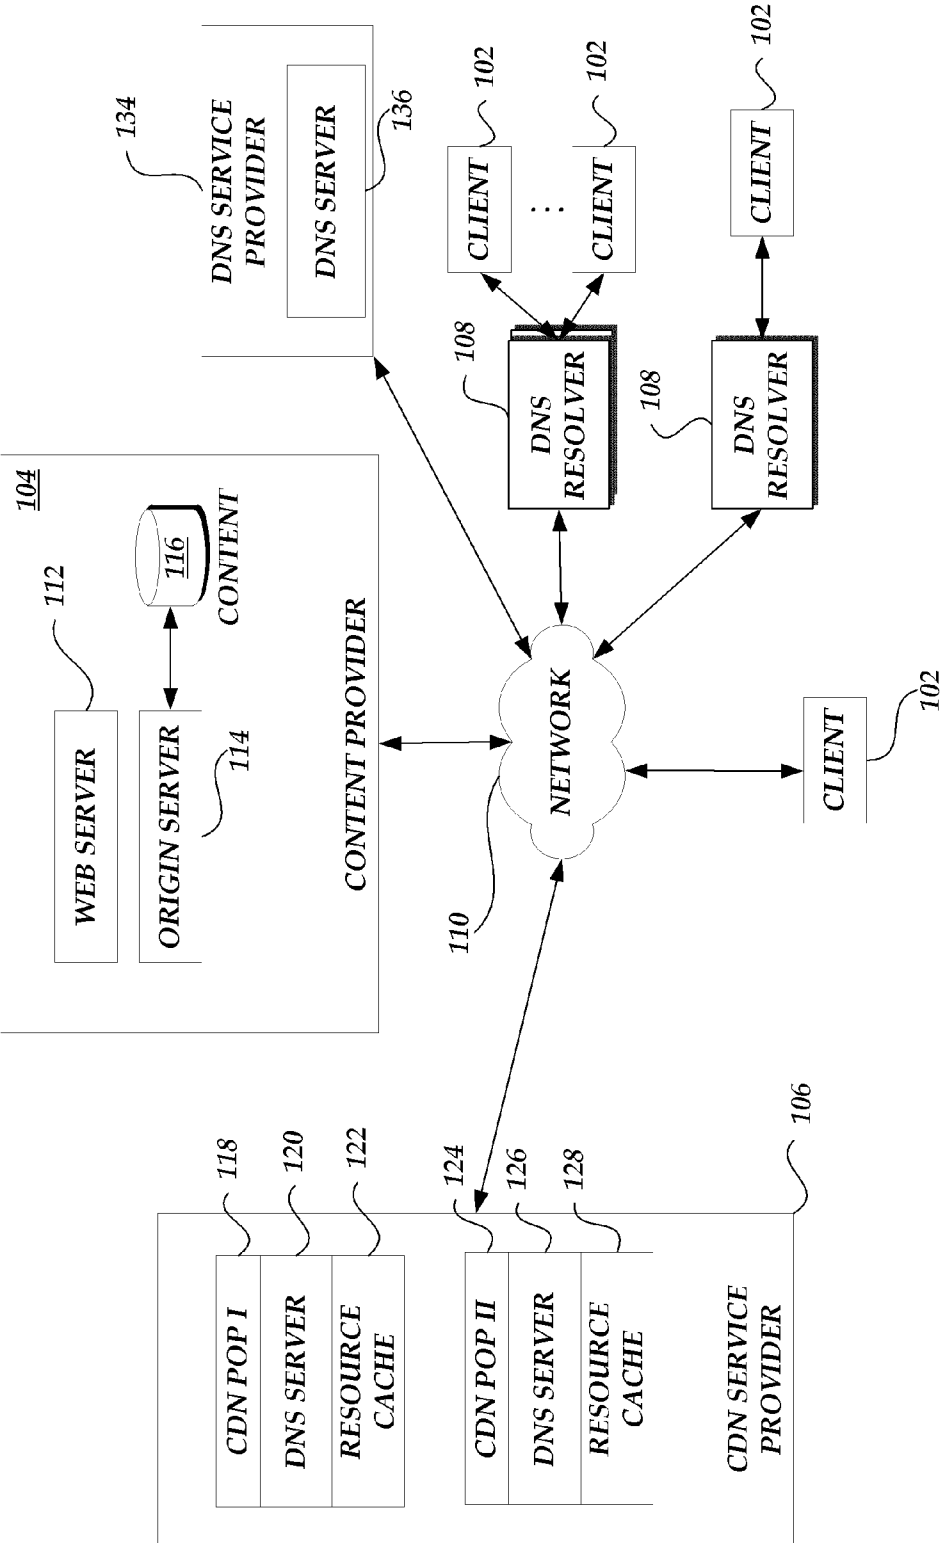 104
WEB SERVER
112
ORIGIN SERVER
114
116
CONTENT
CONTENT PROVIDER
134
DNS SERVICE
PROVIDER
DNS SERVER
136
CDN POP I
118
DNS SERVER
120
RESOURCE
CACHE
122
CDN POP II
124
DNS SERVER
126
RESOURCE
CACHE
128
CDN SERVICE
PROVIDER
106
110
NETWORK
108
DNS
RESOLVER
CLIENT
102
...
CLIENT
102
108
DNS
RESOLVER
CLIENT
102
CLIENT
102